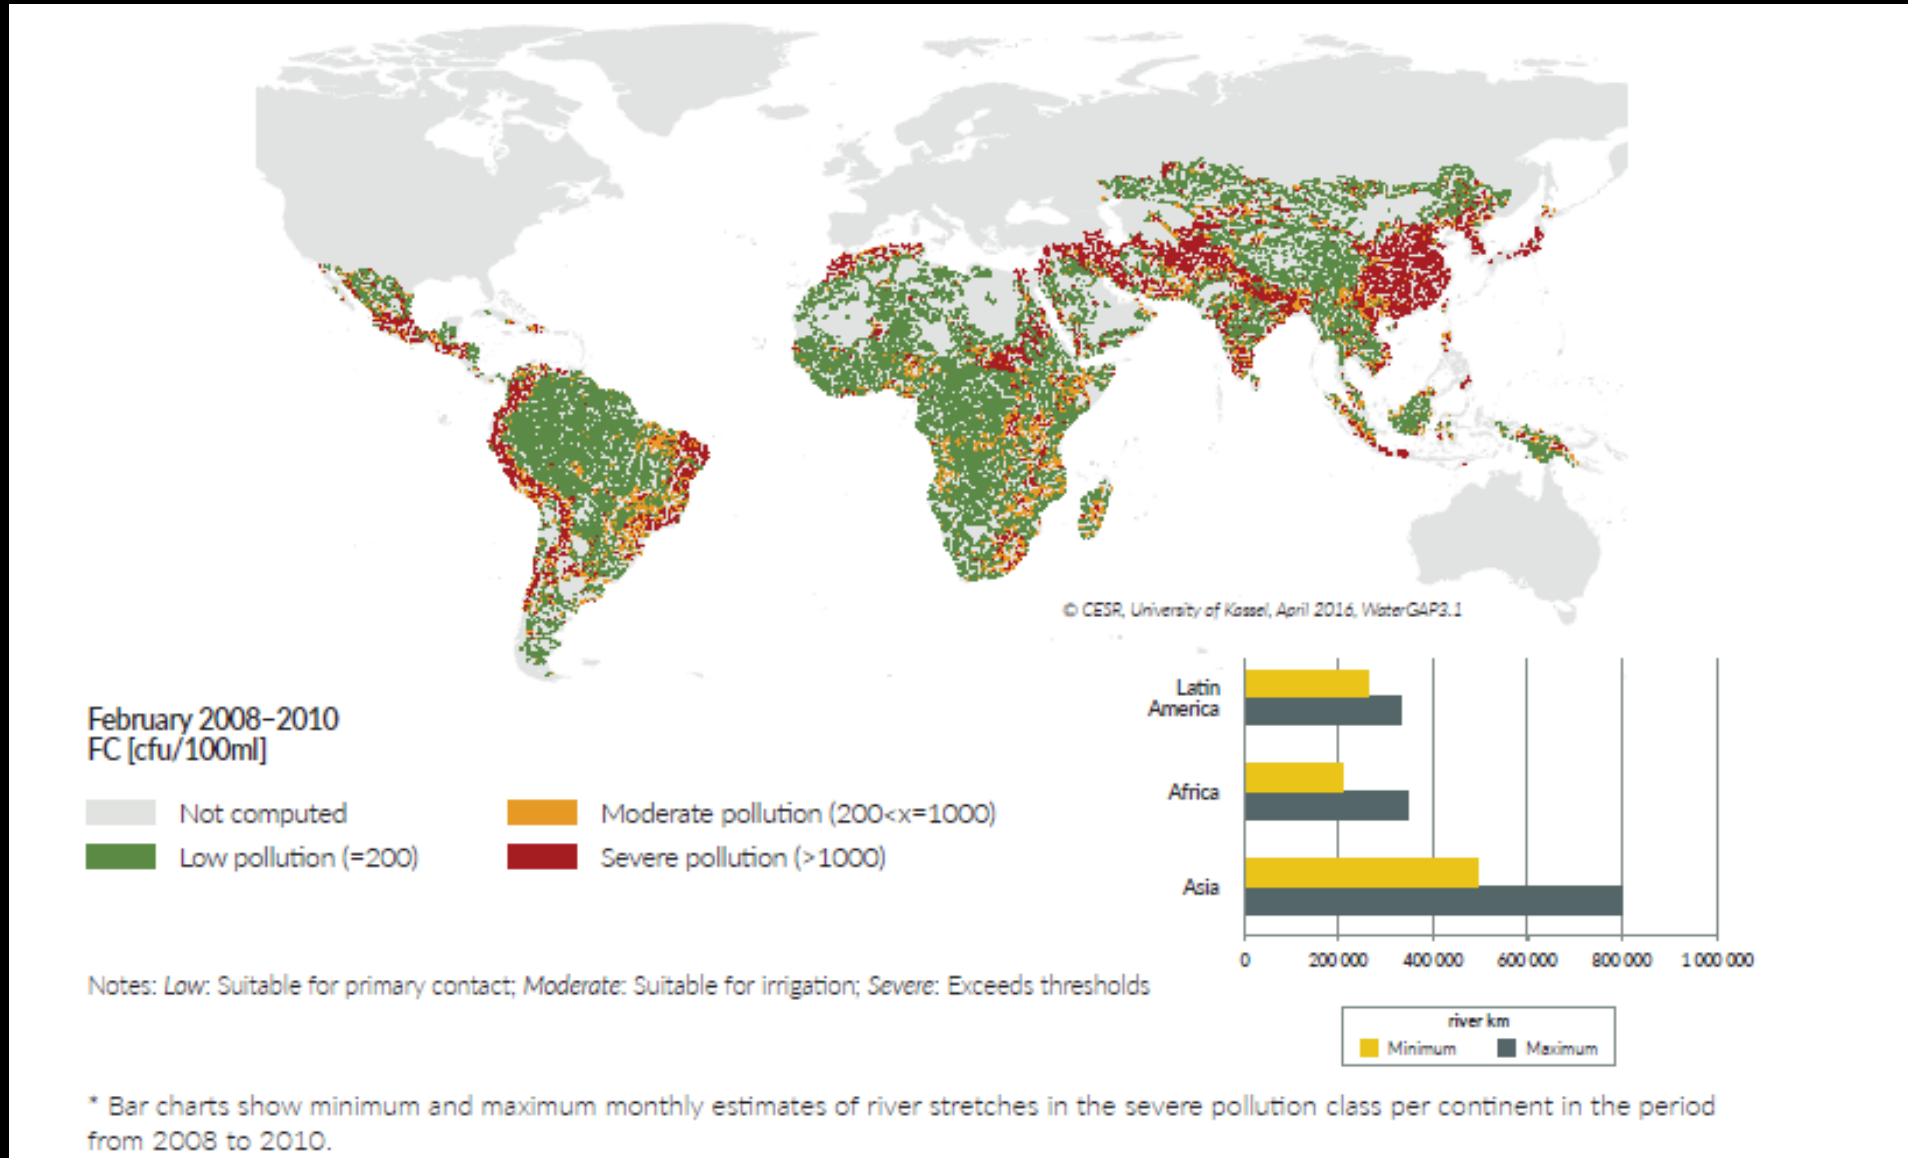 © CESR, University of Kassel, April 2016, WaterGAP3.1
February 2008–2010
FC [cfu/100ml]
Not computed
Low pollution (=200)
Moderate pollution (200<x=1000)
Severe pollution (>1000)
Latin
America
Africa
Asia
0 200 000 400 000 600 000 800 000 1 000 000
river km
Minimum Maximum
Notes: Low: Suitable for primary contact; Moderate: Suitable for irrigation; Severe: Exceeds thresholds
* Bar charts show minimum and maximum monthly estimates of river stretches in the severe pollution class per continent in the period
from 2008 to 2010.